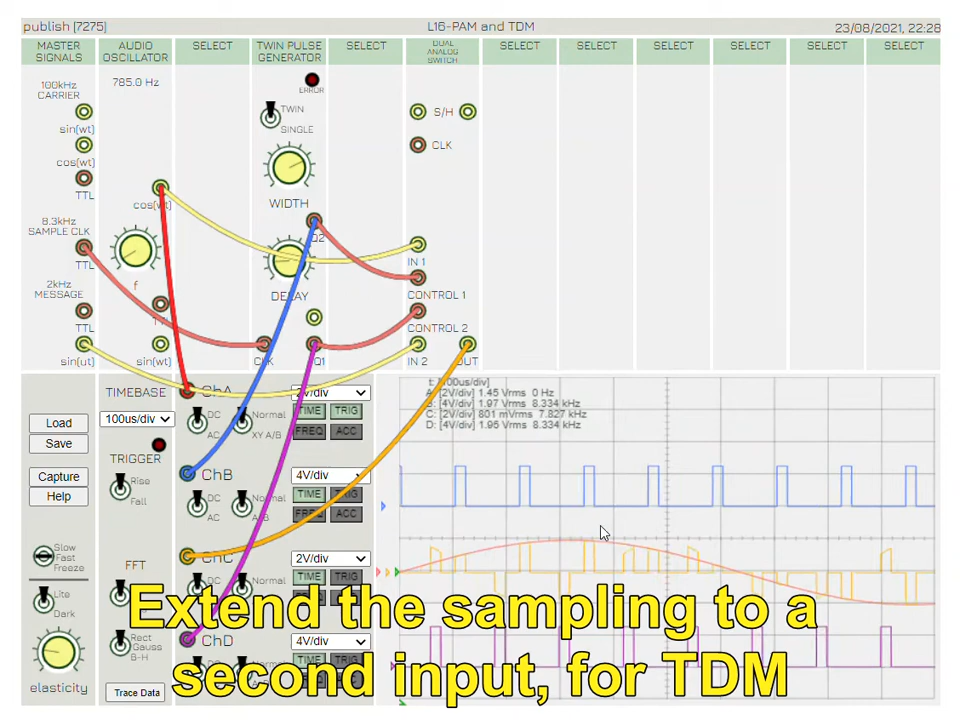 publish [7275]
L16-PAM and TDM
23/08/2021, 22:28
MASTER SIGNALS
AUDIO OSCILLATOR
SELECT
TWIN PULSE GENERATOR
SELECT
DUAL ANALOG SWITCH
SELECT
SELECT
SELECT
SELECT
SELECT
SELECT
100kHz
CARRIER
sin(wt)
cos(wt)
TTL
8.3kHz
SAMPLE CLK
TTL
2kHz
MESSAGE
TTL
sin(ut)
785.0 Hz
cos(wt)
f
sin(wt)
ERROR
TWIN
SINGLE
WIDTH
Q2
DELAY
CLK
Q1
S/H
CLK
IN 1
CONTROL 1
CONTROL 2
IN 2
OUT
Load
Save
Capture
Help
Slow
Fast
Freeze
Lite
Dark
elasticity
TIMEBASE
100us/div
TRIGGER
Rise
Fall
FFT
Rect
Gauss
B-H
Trace Data
ChA
2V/div
DC
AC
Normal
XY A/B
TIME
TRIG
FREQ
ACC
ChB
4V/div
DC
AC
Normal
A/B
TIME
TRIG
FREQ
ACC
ChC
2V/div
DC
Normal
TIME
TRIG
ChD
4V/div
t: [100us/div]
A: [2V/div] 1.45 Vrms 0 Hz
B: [4V/div] 1.97 Vrms 8.334 kHz
C: [2V/div] 801 mVrms 7.827 kHz
D: [4V/div] 1.95 Vrms 8.334 kHz
Extend the sampling to a
second input, for TDM